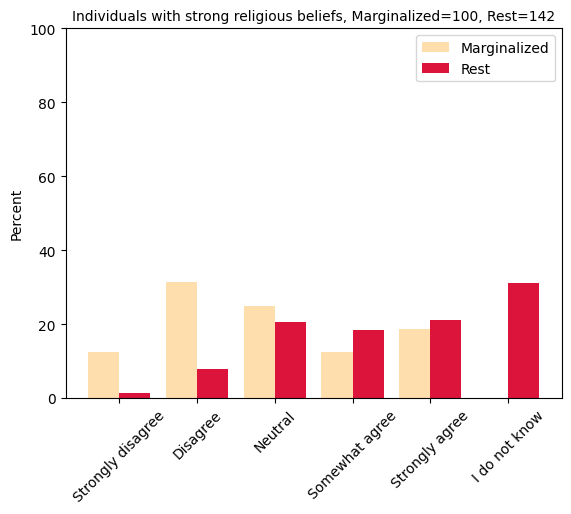 Individuals with strong religious beliefs, Marginalized=100, Rest=142
Marginalized
Rest
100
80
60
40
20
0
Percent
Strongly disagree
Disagree
Neutral
Somewhat agree
Strongly agree
I do not know